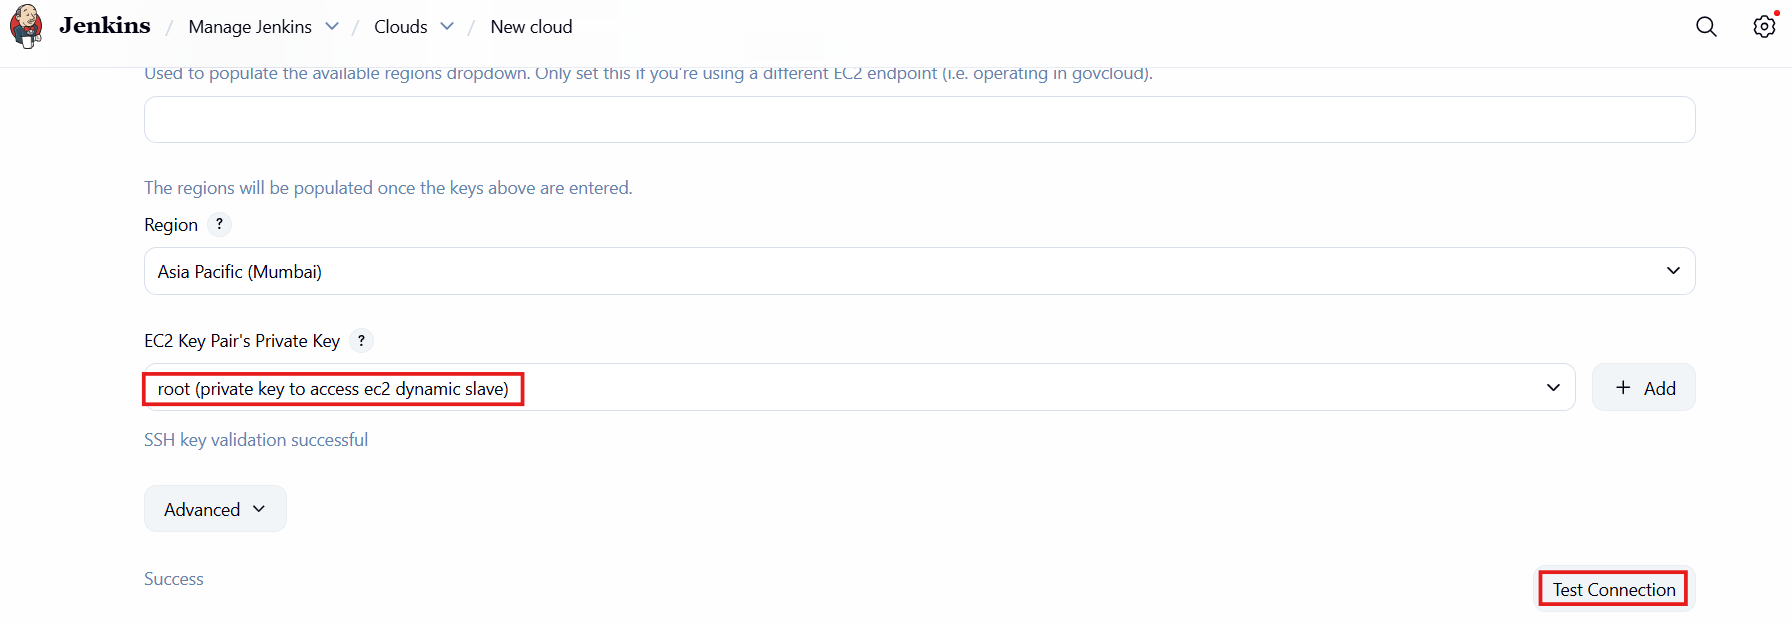 Jenkins / Manage Jenkins / Clouds / New cloud
Used to populate the available regions dropdown. Only set this if you're using a different EC2 endpoint (i.e. operating in govcloud).
The regions will be populated once the keys above are entered.
Region ?
Asia Pacific (Mumbai)
EC2 Key Pair's Private Key ?
root (private key to access ec2 dynamic slave)
+ Add
SSH key validation successful
Advanced
Success
Test Connection